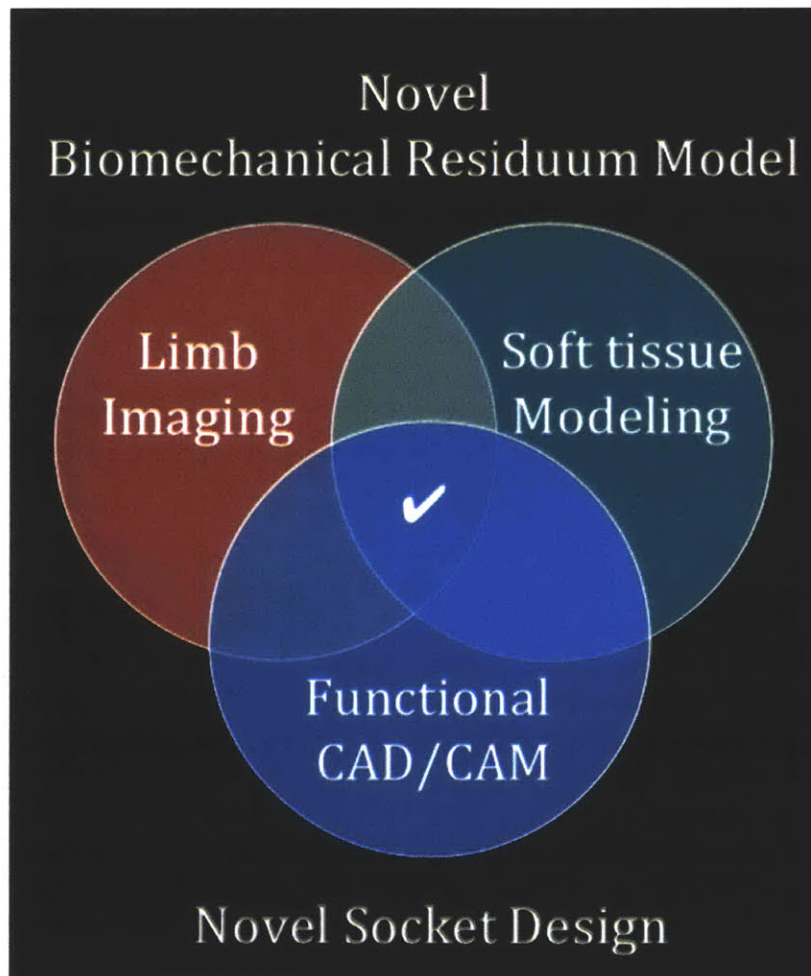 Novel
Biomechanical Residuum Model
Limb
Imaging
Soft tissue
Modeling
✔
Functional
CAD/CAM
Novel Socket Design